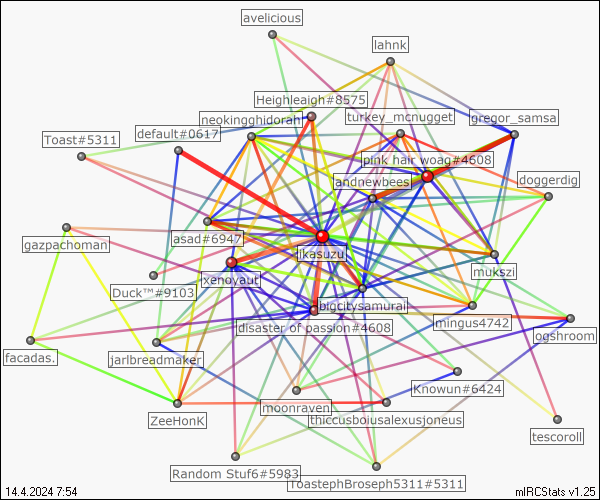 avelicious
lahnk
Heighleaigh#8575
turkey_mcnugget
gregor_samsa
neokingghidorah
default#0617
Toast#5311
pink hair woag#4608
andnewbees
doggerdig
asad#6947
gazpachoman
ikasuzu
mukszi
xenoyaut
Duck™#9103
bigcitysamurai
mingus4742
ogshroom
disaster of passion#4608
facadas.
jarlbreadmaker
Knowun#6424
moonraven
thiccusboiusalexusjoneus
ZeeHonK
tescoroll
Random Stuf6#5983
ToastephBroseph5311#5311
14.4.2024 7:54
mIRCStats v1.25